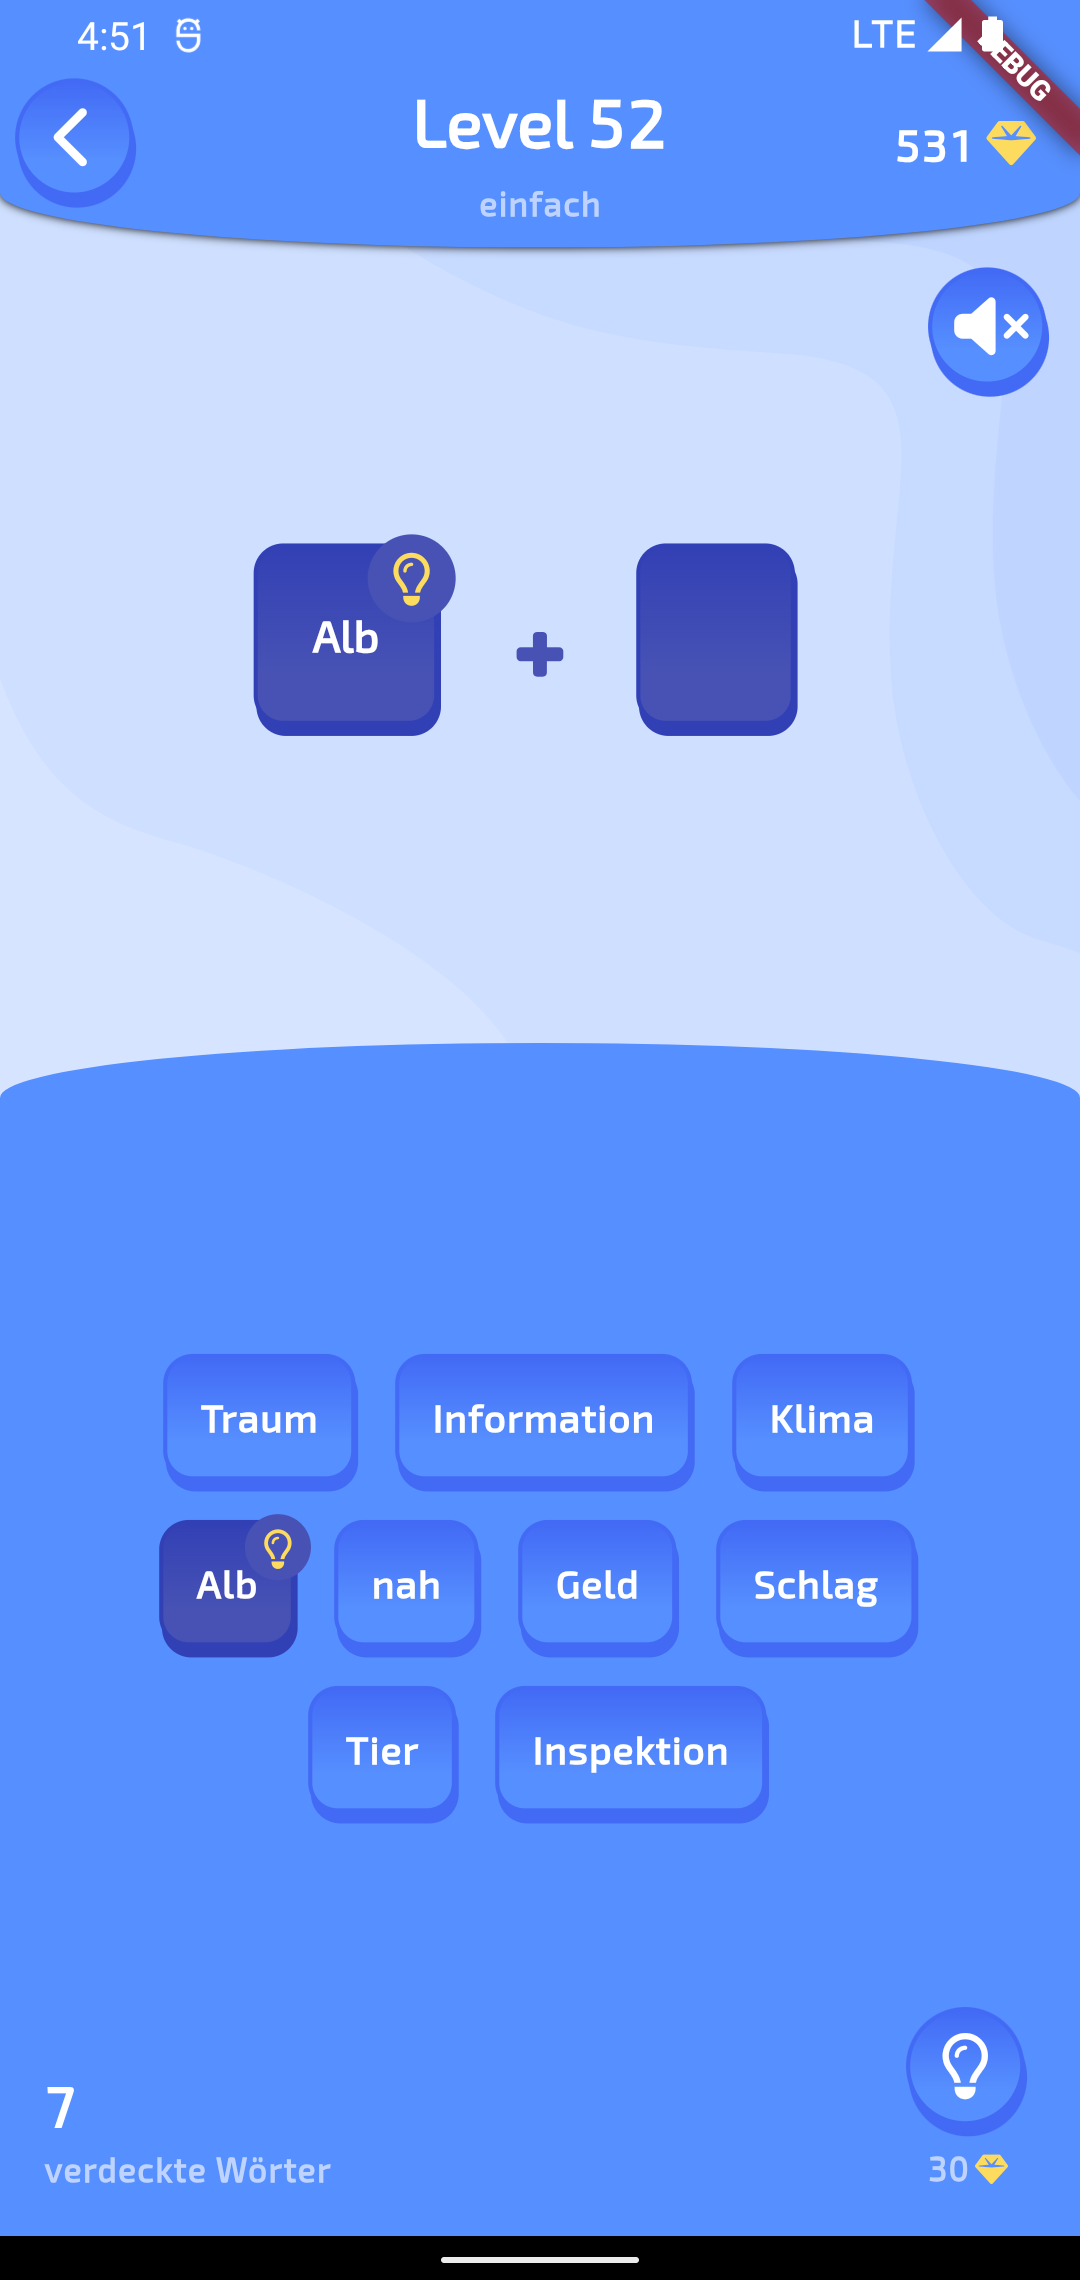 4:51 LTE
DEBUG
Level 52
531
einfach
Alb
Traum Information Klima
Alb nah Geld Schlag
Tier Inspektion
7
verdeckte Wörter
30